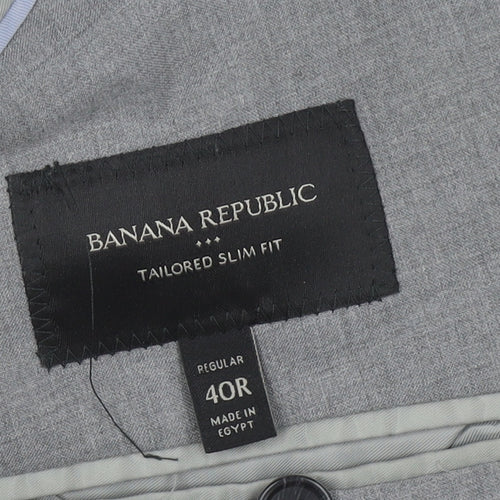 BANANA REPUBLIC
TAILORED SLIM FIT
REGULAR
40R
MADE IN
EGYPT